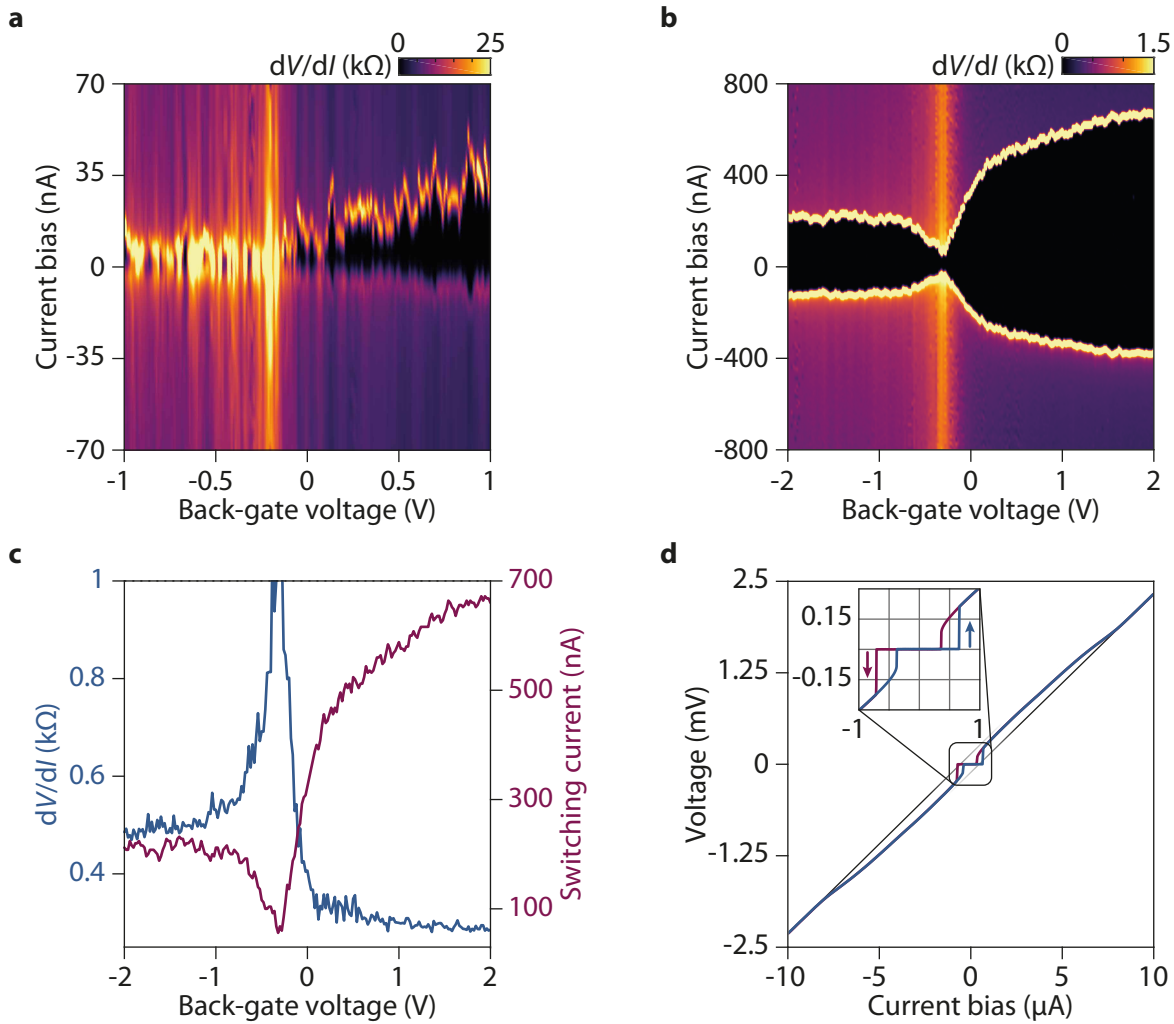 a
0 25
dV/dI (kΩ)
70
35
0
-35
-70
Current bias (nA)
-1 -0.5 0 0.5 1
Back-gate voltage (V)
b
0 1.5
dV/dI (kΩ)
800
400
0
-400
-800
Current bias (nA)
-2 -1 0 1 2
Back-gate voltage (V)
c
1
0.8
0.6
0.4
dV/dI (kΩ)
700
500
300
100
Switching current (nA)
-2 -1 0 1 2
Back-gate voltage (V)
d
2.5
1.25
0
-1.25
-2.5
Voltage (mV)
0.15
-0.15
-1 1
-10 -5 0 5 10
Current bias (µA)